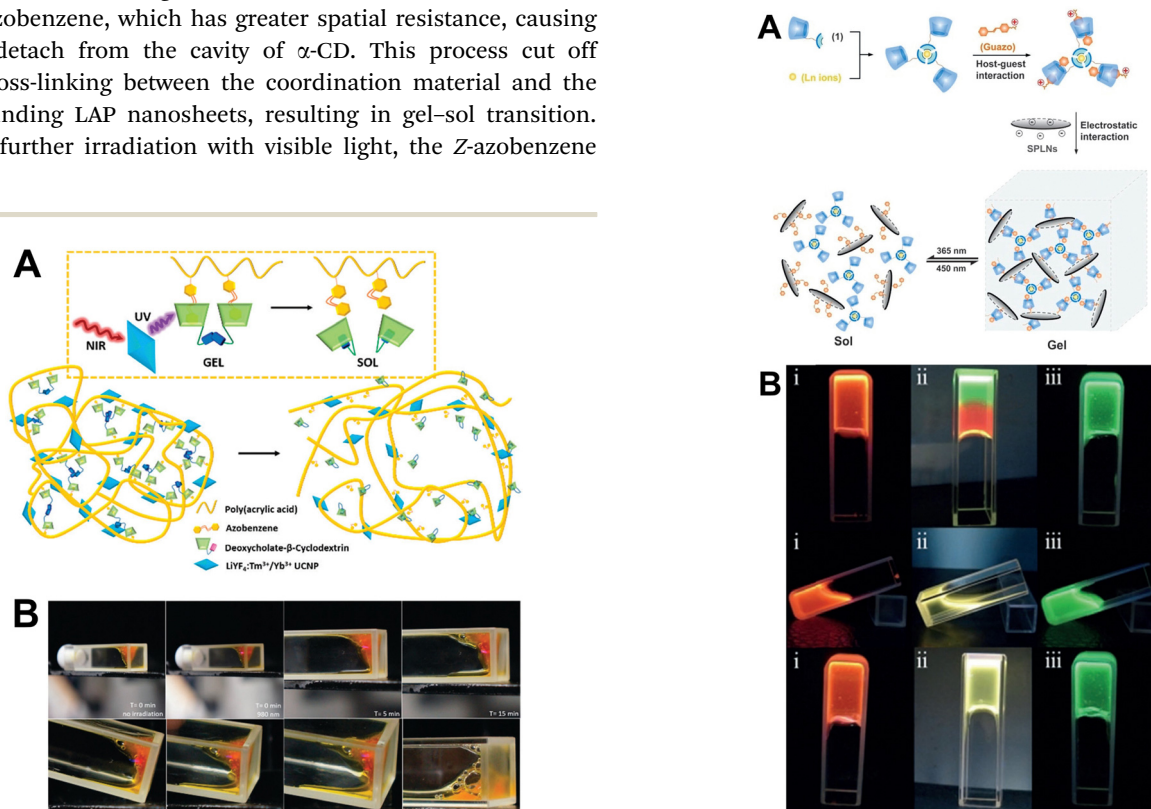 zobenzene, which has greater spatial resistance, causing
detach from the cavity of α-CD. This process cut off
oss-linking between the coordination material and the
nding LAP nanosheets, resulting in gel–sol transition.
further irradiation with visible light, the Z-azobenzene
A
UV
NIR
GEL
SOL
Poly(acrylic acid)
Azobenzene
Deoxycholate-β-Cyclodextrin
LiYF₄:Tm³⁺/Yb³⁺ UCNP
B
T= 0 min
no irradiation
T= 0 min
980 nm
T= 5 min
T= 15 min
A
(1)
(Ln ions)
(Guazo)
Host-guest
interaction
SPLNs
Electrostatic
interaction
365 nm
450 nm
Sol
Gel
B
i
ii
iii
i
ii
iii
i
ii
iii